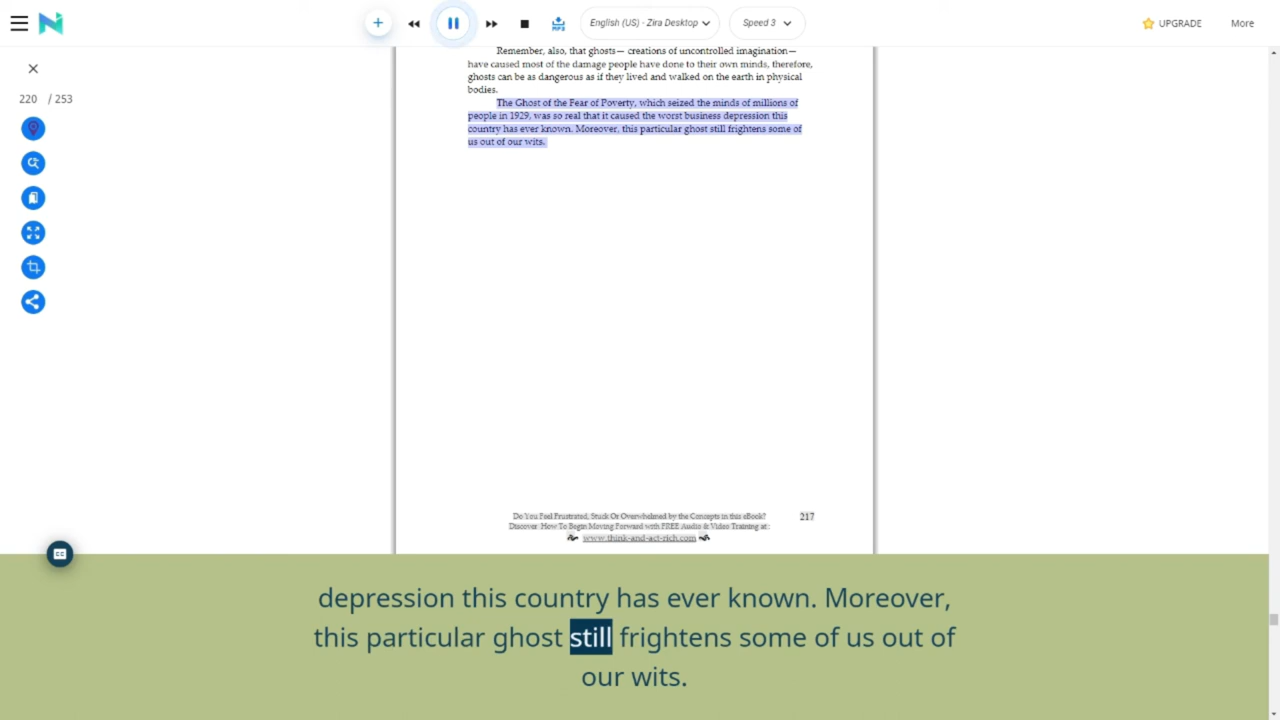 English (US) - Zira Desktop
Speed 3
UPGRADE
More
220 / 253
Remember, also, that ghosts— creations of uncontrolled imagination—
have caused most of the damage people have done to their own minds, therefore,
ghosts can be as dangerous as if they lived and walked on the earth in physical
bodies.
The Ghost of the Fear of Poverty, which seized the minds of millions of
people in 1929, was so real that it caused the worst business depression this
country has ever known. Moreover, this particular ghost still frightens some of
us out of our wits.
Do You Feel Frustrated, Stuck Or Overwhelmed by the Concepts in this eBook?
217
Discover: How To Begin Moving Forward with FREE Audio & Video Training at:
www.think-and-act-rich.com
depression this country has ever known. Moreover,
this particular ghost still frightens some of us out of
our wits.
MP3
CC